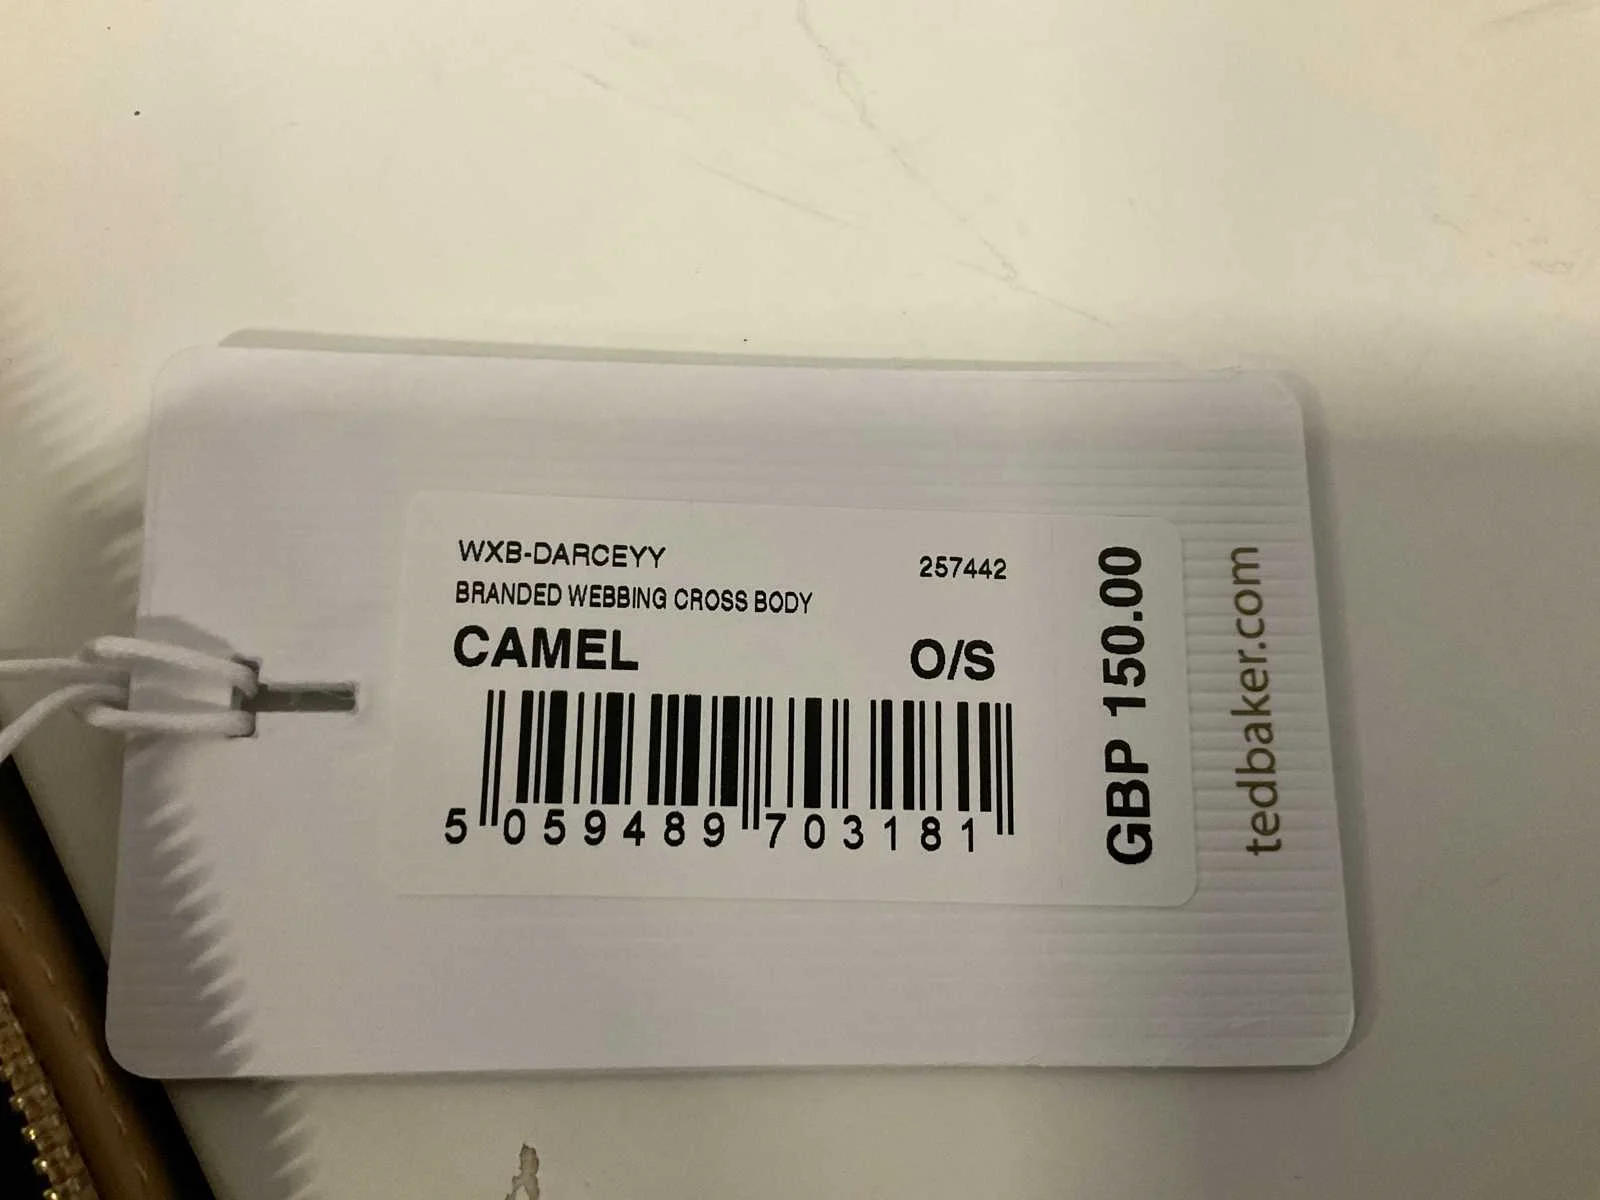 WXB-DARCEYY 257442
BRANDED WEBBING CROSS BODY
CAMEL O/S
5 059489 703181
GBP 150.00
tedbaker.com